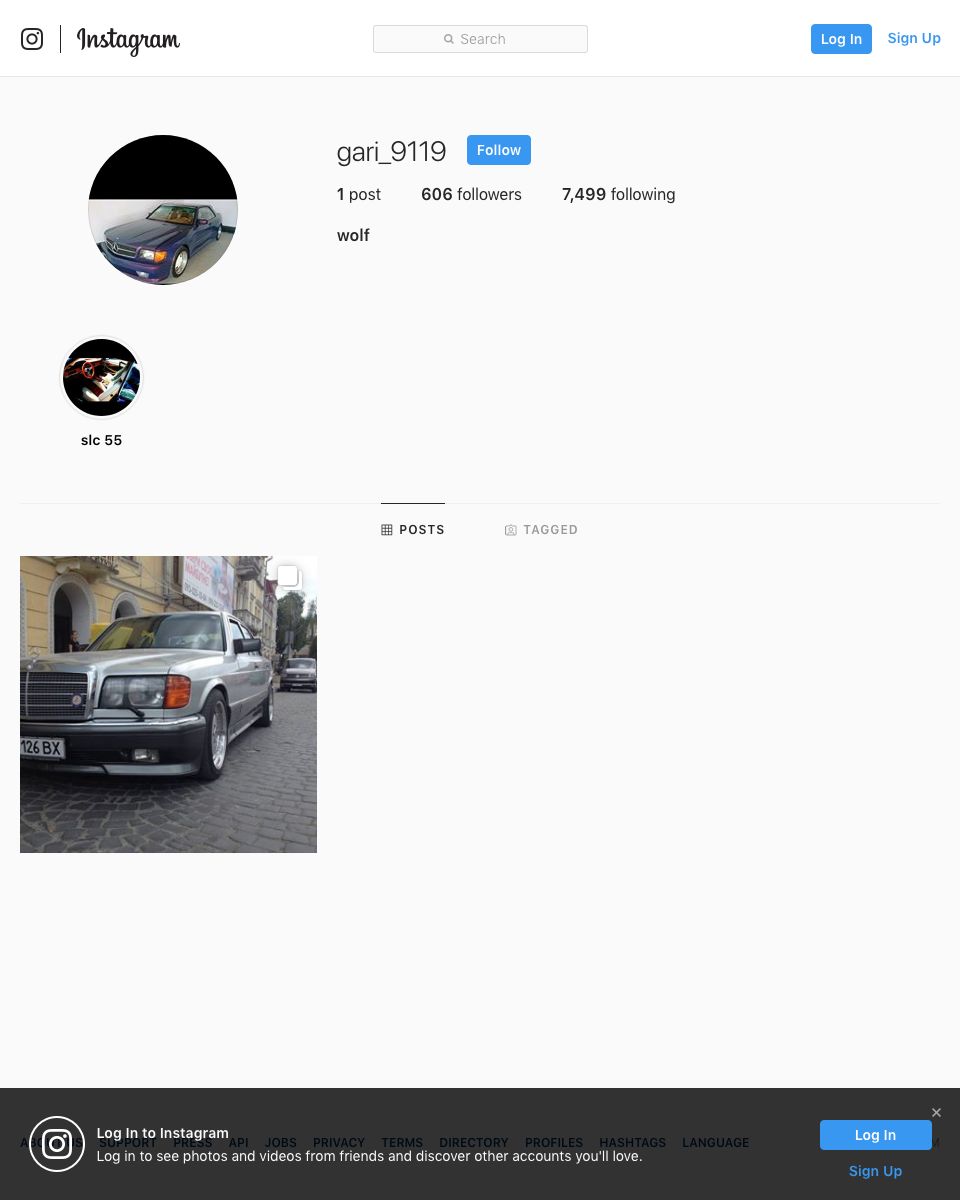 Instagram
Search
Log In
Sign Up
gari_9119
Follow
1 post 606 followers 7,499 following
wolf
slc 55
POSTS
TAGGED
126 BX
Log In to Instagram
SUPPORT PRESS API JOBS PRIVACY TERMS DIRECTORY PROFILES HASHTAGS LANGUAGE
Log in to see photos and videos from friends and discover other accounts you'll love.
Log In
Sign Up